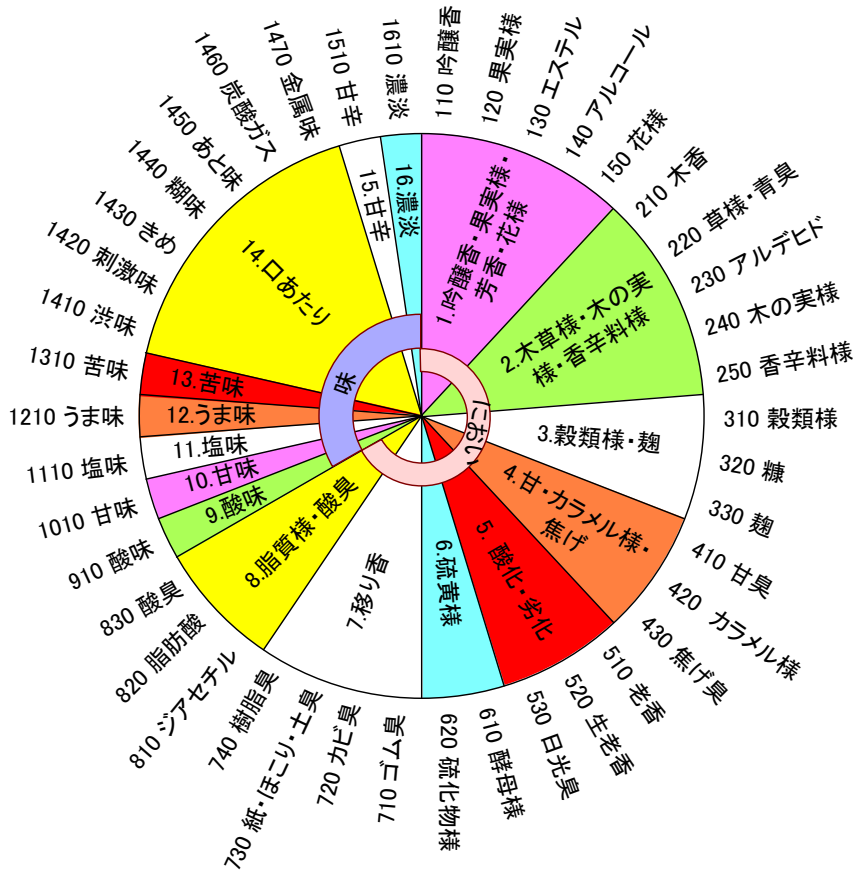 110 吟醸香
120 果実様
130 エステル
140 アルコール
150 花様
210 木香
220 草様・青臭
230 アルデヒド
240 木の実様
250 香辛料様
310 穀類様
320 糠
330 麹
410 甘臭
420 カラメル様
430 焦げ臭
510 老香
520 生老香
530 日光臭
610 酵母様
620 硫化物様
710 ゴム臭
720 カビ臭
730 紙・ほこり・土臭
740 樹脂臭
810 ジアセチル
820 脂肪酸
830 酸臭
910 酸味
1010 甘味
1110 塩味
1210 うま味
1310 苦味
1410 渋味
1420 刺激味
1430 きめ
1440 糊味
1450 あと味
1460 炭酸ガス
1470 金属味
1510 甘辛
1610 濃淡
1.吟醸香・果実様・
芳香・花様
2.木草様・木の実
様・香辛料様
3.穀類様・麹
4.甘・カラメル様・
焦げ
5. 酸化・劣化
6.硫黄様
7.移り香
8.脂質様・酸臭
9.酸味
10.甘味
11.塩味
12.うま味
13.苦味
14.口あたり
15.甘辛
16.濃淡
味
におい